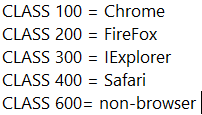 CLASS 100 = Chrome
CLASS 200 = FireFox
CLASS 300 = IExplorer
CLASS 400 = Safari
CLASS 600= non-browser